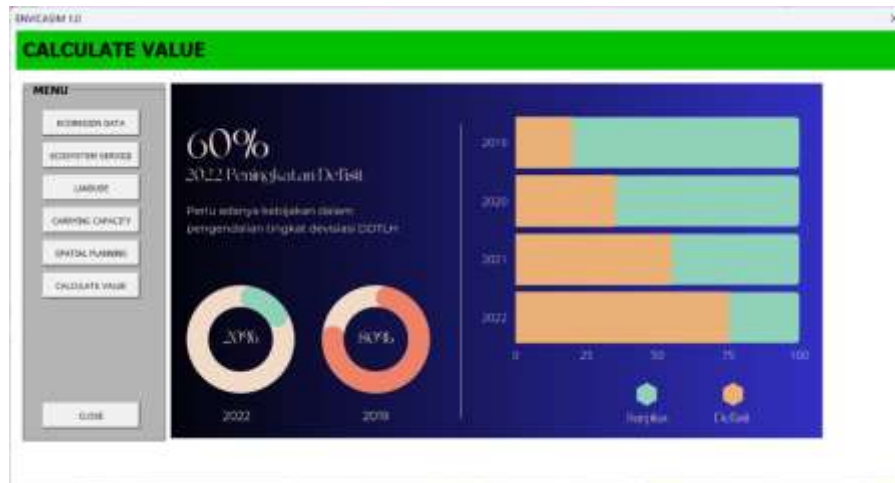 ENVICASIM 1.0
CALCULATE VALUE
MENU
ECOREGION DATA
ECOSYSTEM SERVICE
LANDUSE
CARRYING CAPACITY
SPATIAL PLANNING
CALCULATE VALUE
CLOSE
60%
2022 Peningkatan Defisit
Perlu adanya kebijakan dalam
pengendalian tingkat devisiasi DDTLH
20%
80%
2022
2019
2019
2020
2021
2022
0 25 50 75 100
Surplus
Defisit